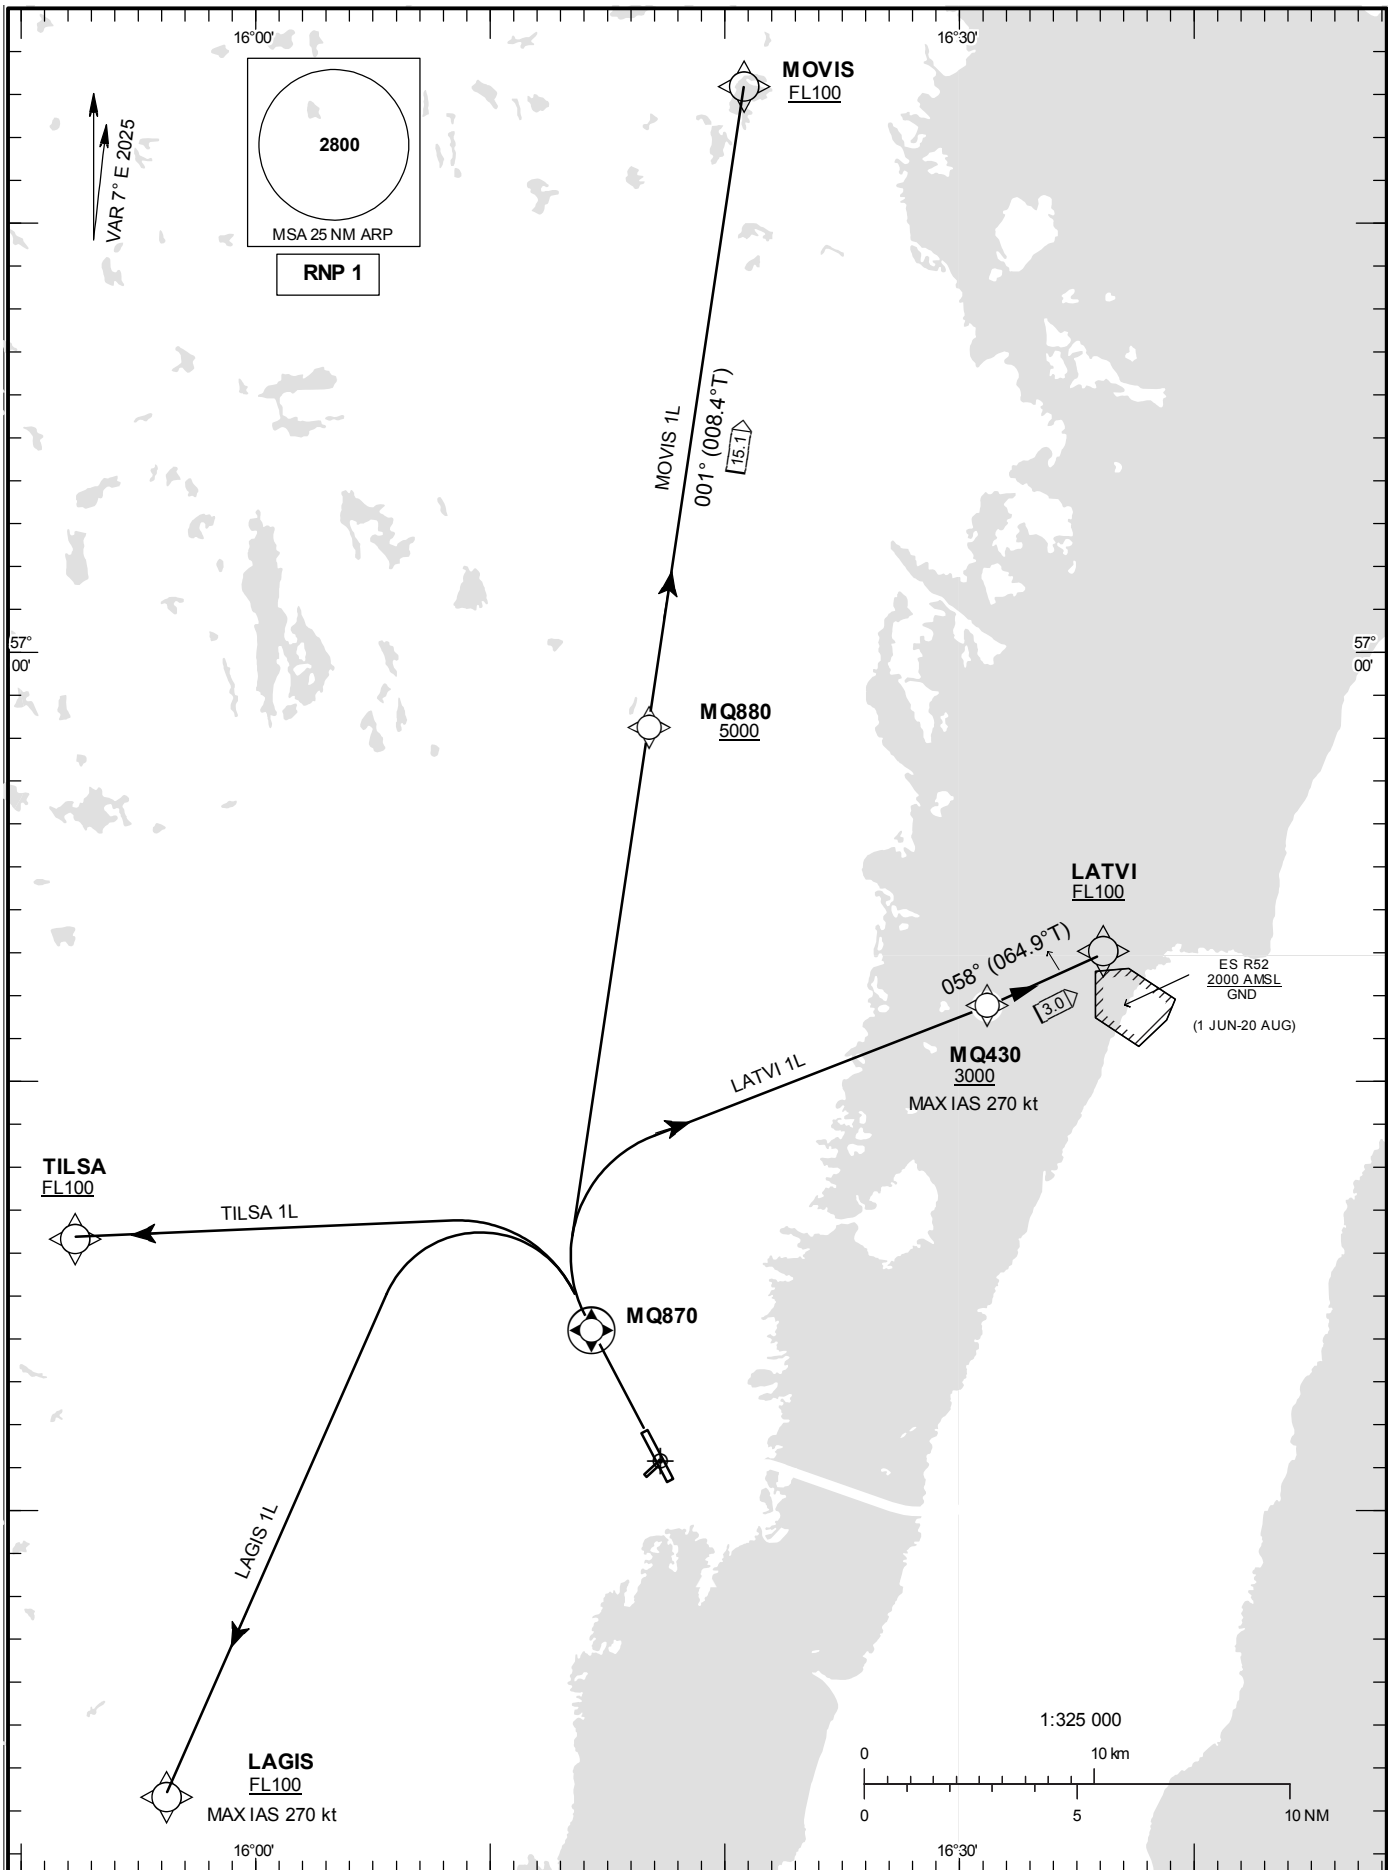 16°00'
16°30'
MOVIS
FL100
VAR 7° E 2025
2800
MSA 25 NM ARP
RNP 1
MOVIS 1L
001° (008.4°T)
15.1
57°
00'
57°
00'
MQ880
5000
LATVI
FL100
058° (064.9°T)
3.0
ES R52
2000 AMSL
GND
(1 JUN-20 AUG)
MQ430
3000
MAX IAS 270 kt
LATVI 1L
TILSA
FL100
TILSA 1L
MQ870
LAGIS 1L
LAGIS
FL100
MAX IAS 270 kt
1:325 000
0 10 km
0 5 10 NM
16°00'
16°30'